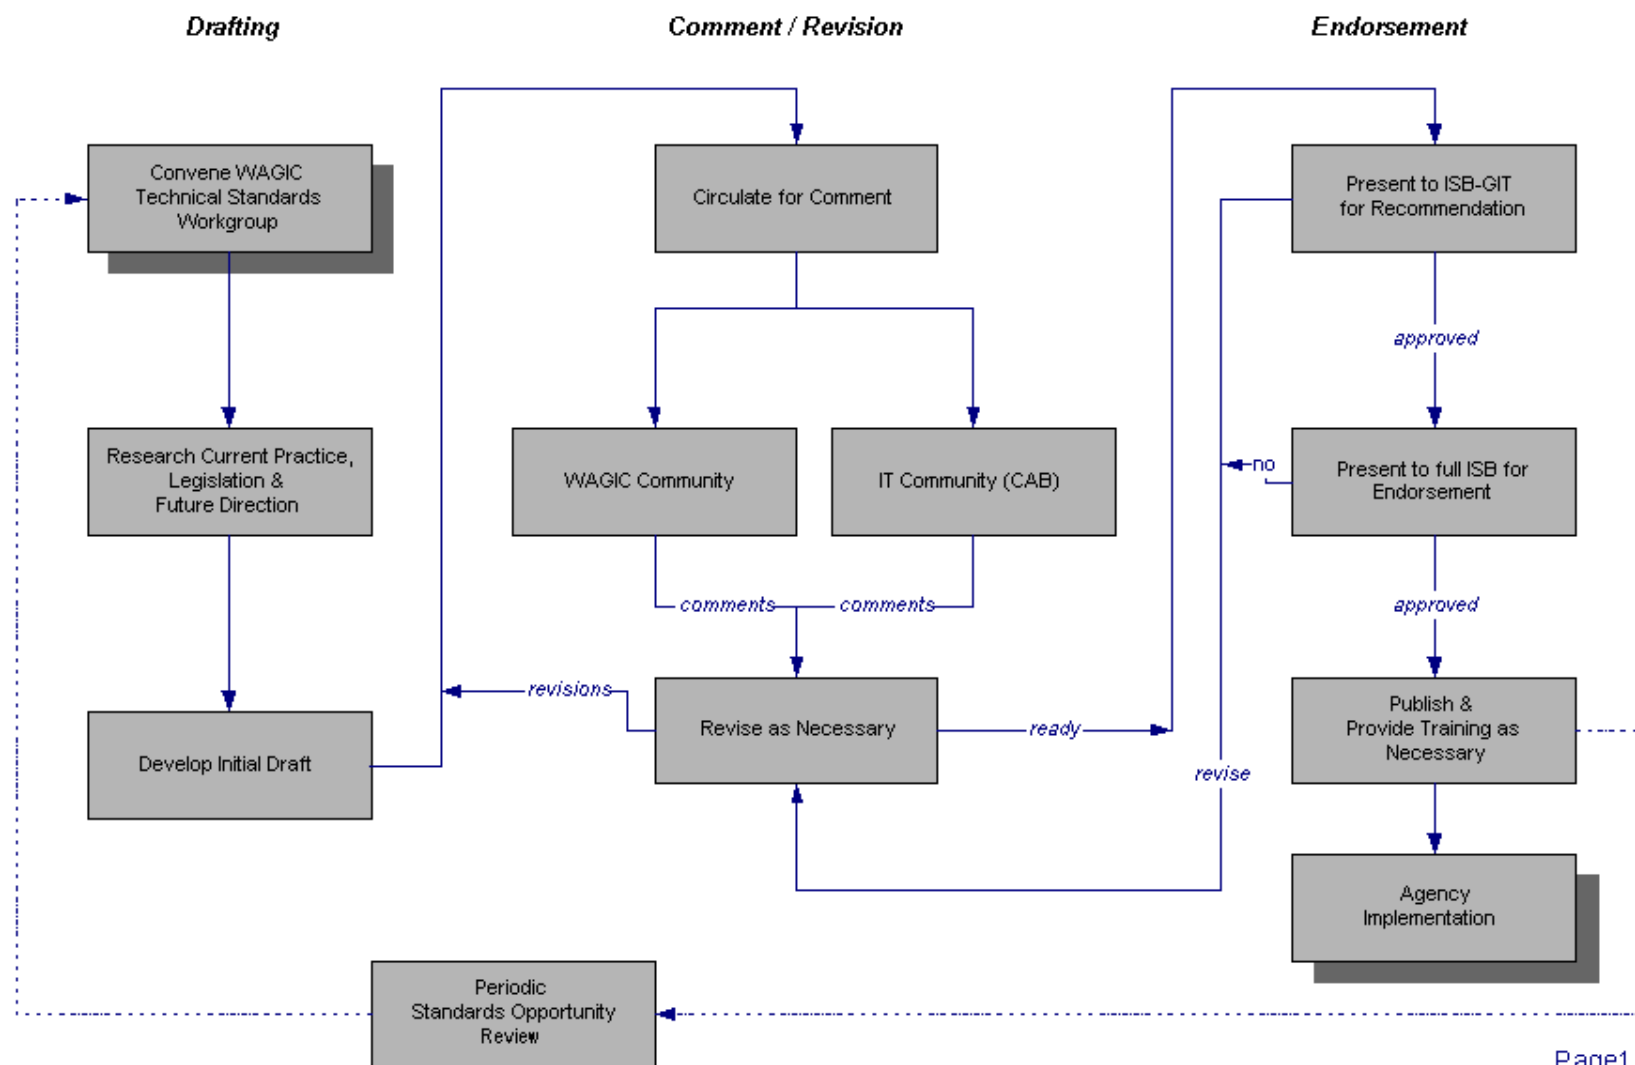 Drafting
Comment / Revision
Endorsement
Convene WAGIC
Technical Standards
Workgroup
Circulate for Comment
Present to ISB-GIT
for Recommendation
approved
Research Current Practice,
Legislation &
Future Direction
WAGIC Community
IT Community (CAB)
no
Present to full ISB for
Endorsement
comments
comments
approved
revisions
Develop Initial Draft
Revise as Necessary
ready
revise
Publish &
Provide Training as
Necessary
Agency
Implementation
Periodic
Standards Opportunity
Review
Page1